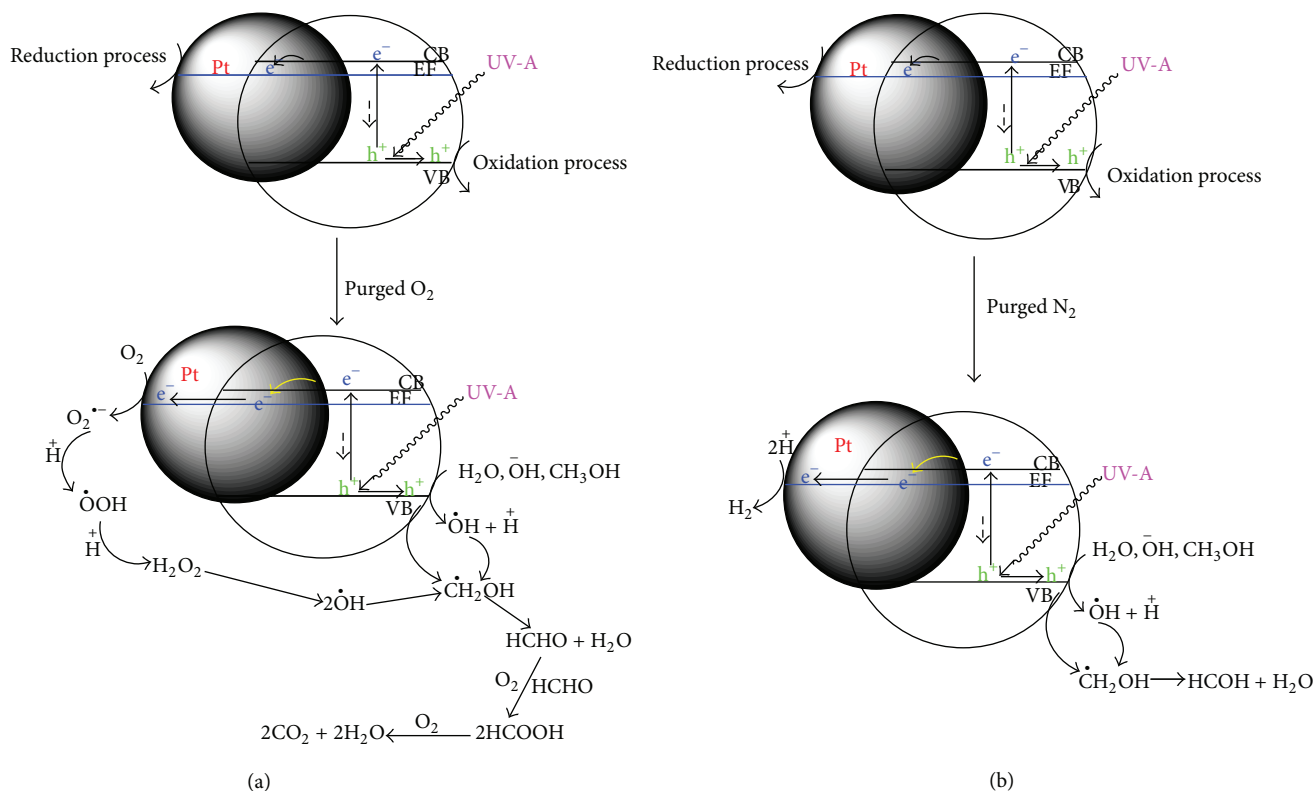 Reduction process
Pt
e⁻
e⁻
CB
EF
UV-A
h⁺
h⁺
VB
Oxidation process
Purged O₂
O₂
Pt
e⁻
e⁻
e⁻
CB
EF
UV-A
O₂•⁻
H⁺
h⁺
h⁺
VB
H₂O, ŌH, CH₃OH
•OOH
H⁺
•OH + H⁺
H₂O₂
2•OH
•CH₂OH
HCHO + H₂O
O₂
HCHO
2CO₂ + 2H₂O
O₂
2HCOOH
(a)
Reduction process
Pt
e⁻
e⁻
CB
EF
UV-A
h⁺
h⁺
VB
Oxidation process
Purged N₂
2H⁺
Pt
e⁻
e⁻
e⁻
CB
EF
UV-A
H₂
h⁺
h⁺
VB
H₂O, ŌH, CH₃OH
•OH + H⁺
•CH₂OH
HCOH + H₂O
(b)